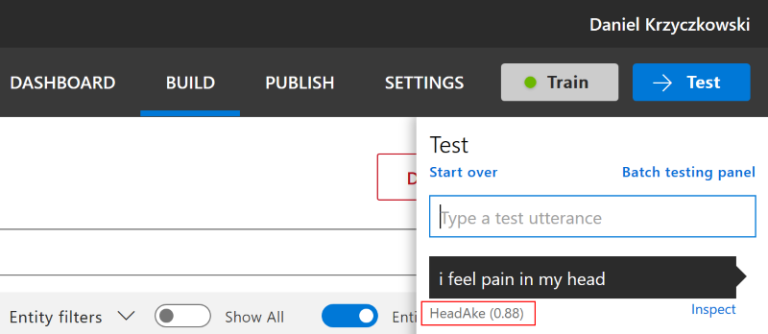 Daniel Krzyczkowski
DASHBOARD BUILD PUBLISH SETTINGS Train Test
Test
Start over Batch testing panel
Type a test utterance
i feel pain in my head
HeadAke (0.88) Inspect
Entity filters Show All